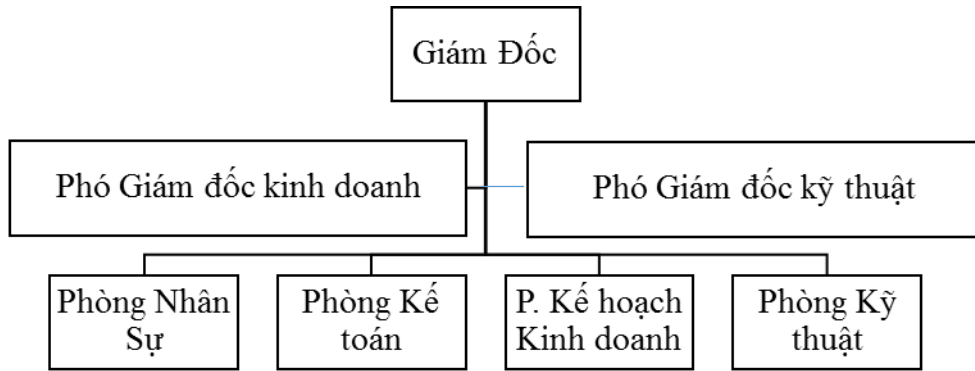 Giám Đốc
Phó Giám đốc kinh doanh
Phó Giám đốc kỹ thuật
Phòng Nhân
Sự
Phòng Kế
toán
P. Kế hoạch
Kinh doanh
Phòng Kỹ
thuật